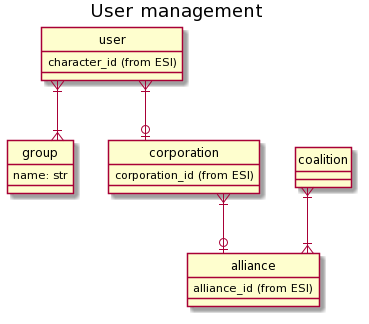 User management
user
character_id (from ESI)
group
name: str
corporation
corporation_id (from ESI)
coalition
alliance
alliance_id (from ESI)